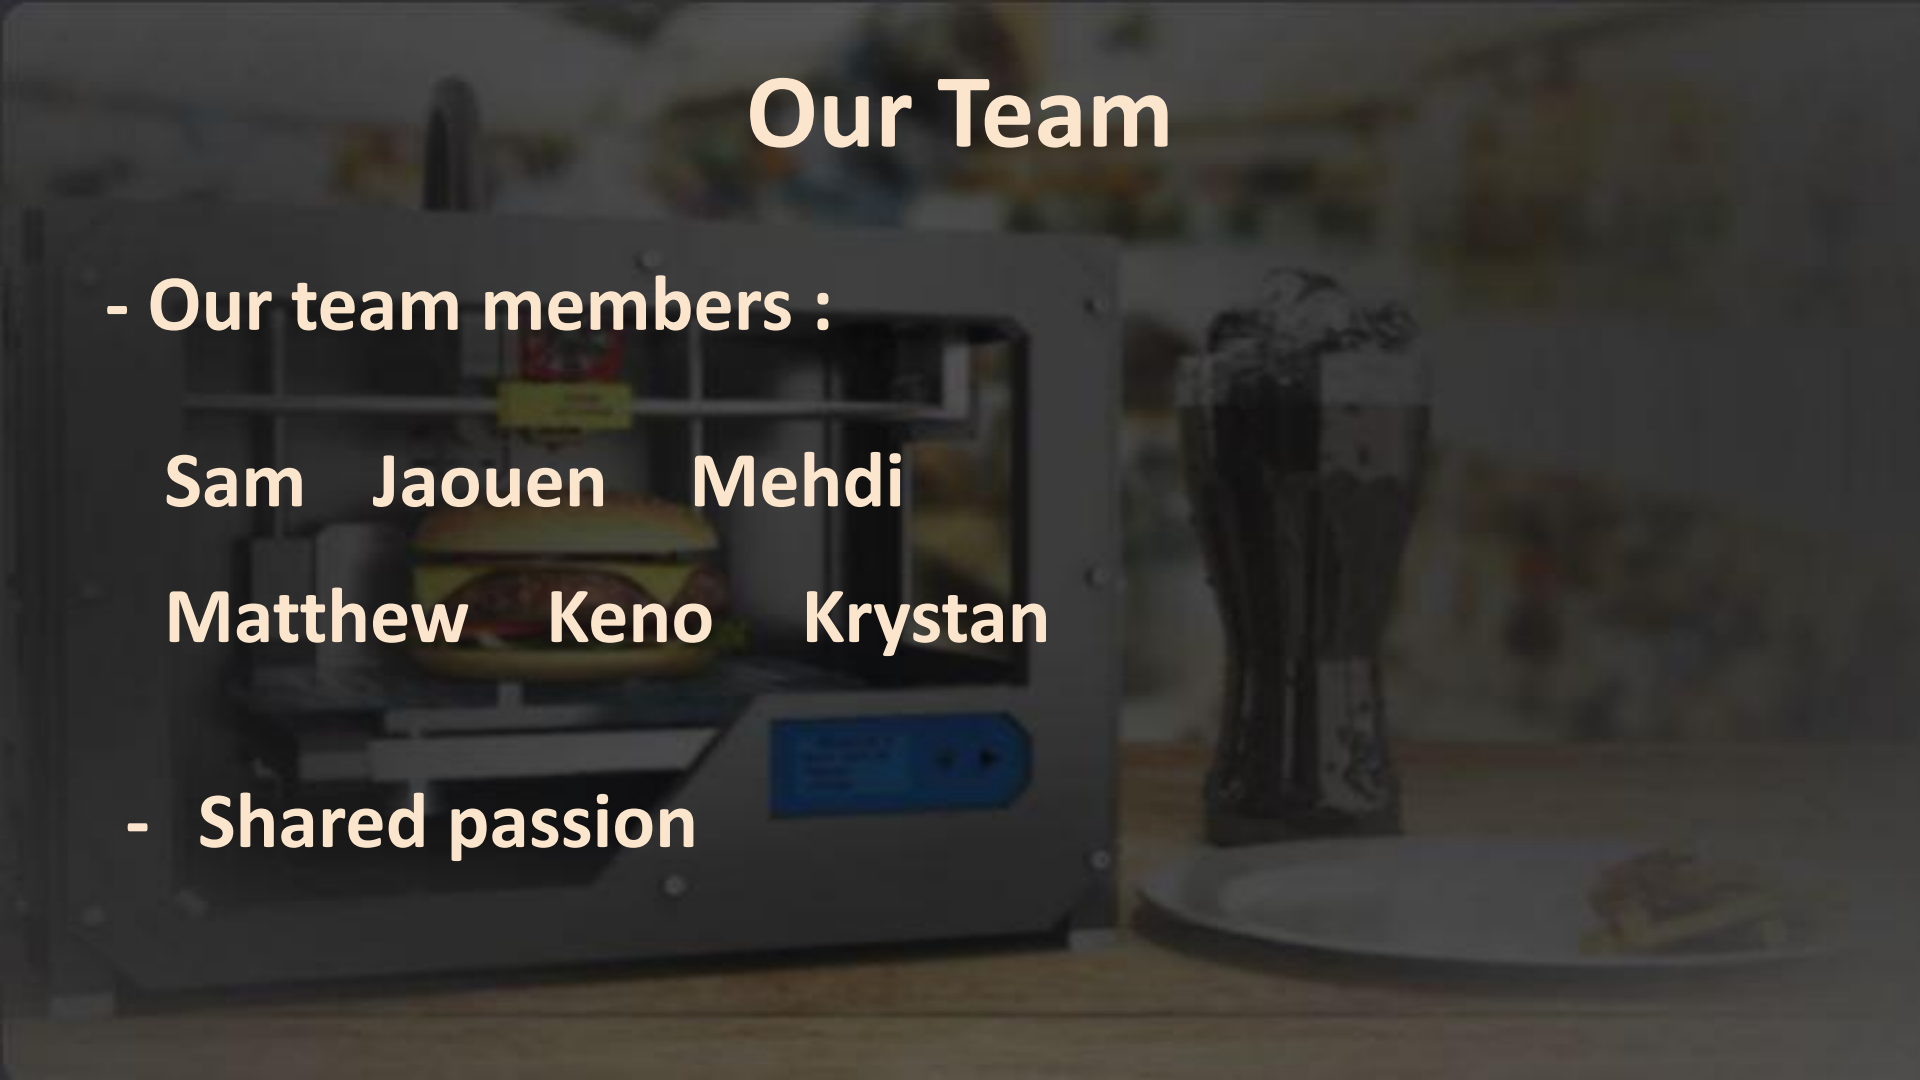 Our Team
- Our team members :
Sam Jaouen Mehdi
Matthew Keno Krystan
- Shared passion